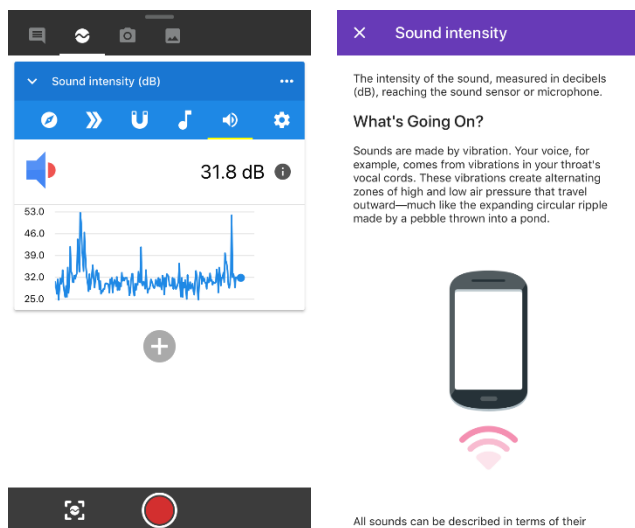 Sound intensity (dB)
31.8 dB
53.0
46.0
39.0
32.0
25.0
Sound intensity
The intensity of the sound, measured in decibels
(dB), reaching the sound sensor or microphone.
What's Going On?
Sounds are made by vibration. Your voice, for
example, comes from vibrations in your throat's
vocal cords. These vibrations create alternating
zones of high and low air pressure that travel
outward—much like the expanding circular ripple
made by a pebble thrown into a pond.
All sounds can be described in terms of their